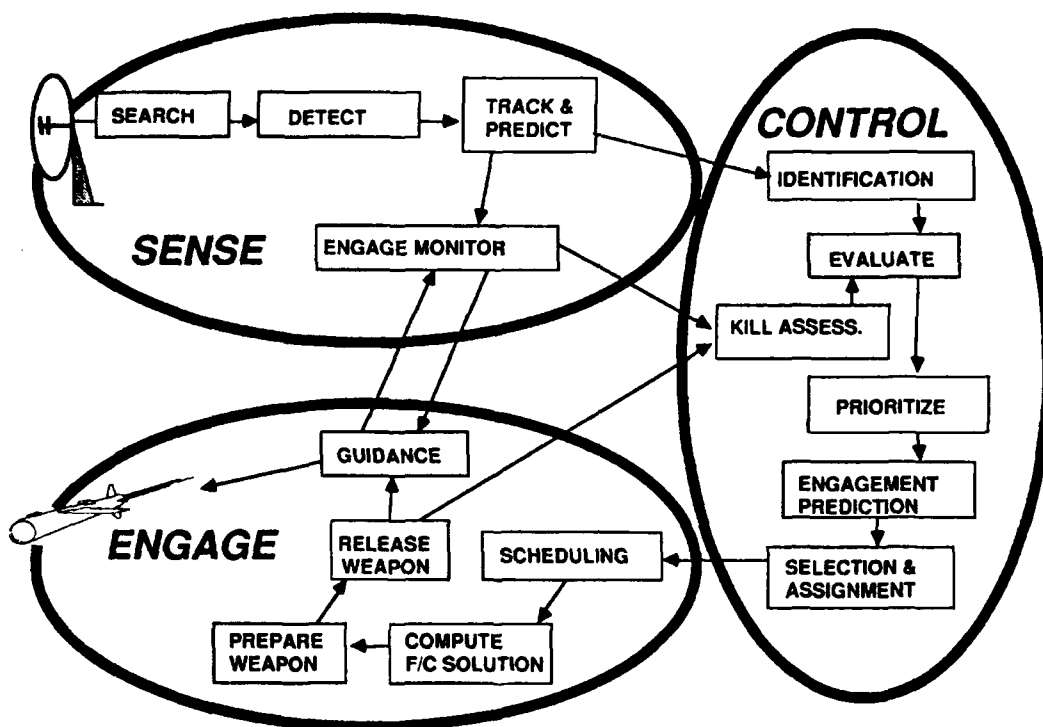 SEARCH
DETECT
TRACK &
PREDICT
ENGAGE MONITOR
SENSE
CONTROL
IDENTIFICATION
EVALUATE
KILL ASSESS.
PRIORITIZE
ENGAGEMENT
PREDICTION
SELECTION &
ASSIGNMENT
GUIDANCE
ENGAGE
RELEASE
WEAPON
SCHEDULING
PREPARE
WEAPON
COMPUTE
F/C SOLUTION